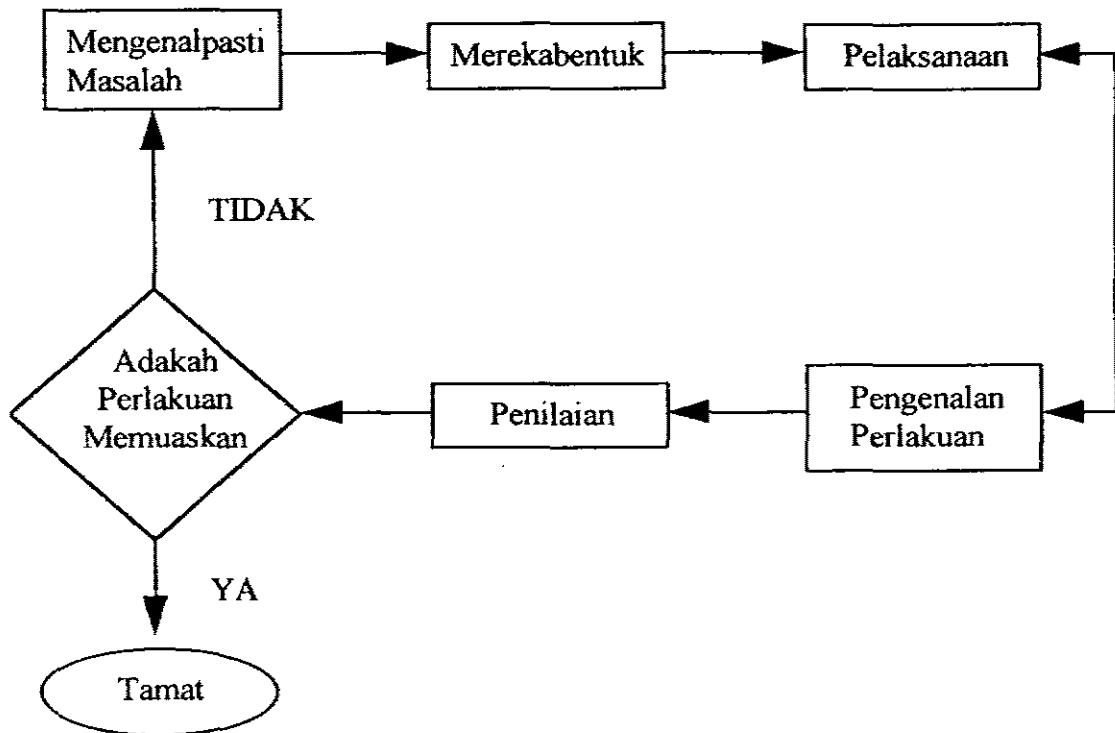 Mengenalpasti
Masalah
Merekabentuk
Pelaksanaan
TIDAK
Adakah
Perlakuan
Memuaskan
Penilaian
Pengenalan
Perlakuan
YA
Tamat